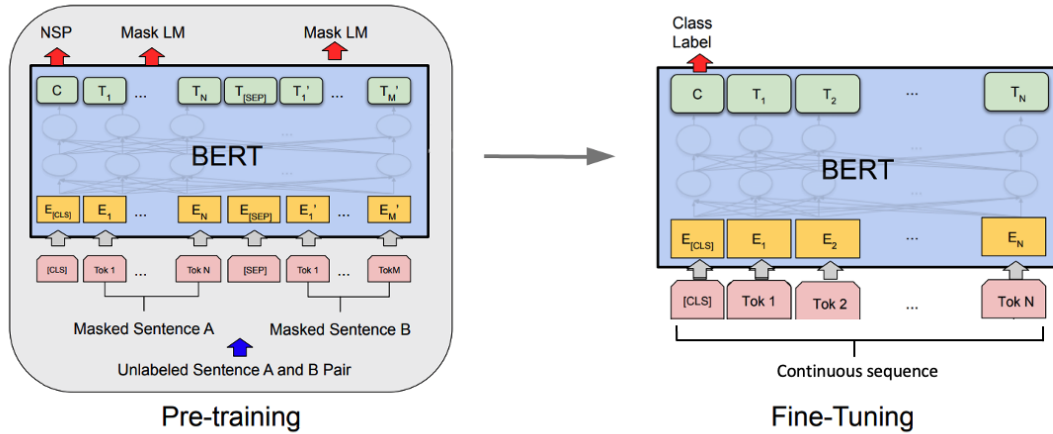 NSP Mask LM Mask LM
C T1 ... TN T[SEP] T1' ... TM'
...
BERT
E[CLS] E1 ... EN E[SEP] E1' ... EM'
[CLS] Tok 1 ... Tok N [SEP] Tok 1 ... TokM
Masked Sentence A Masked Sentence B
Unlabeled Sentence A and B Pair
Pre-training
Class
Label
C T1 T2 ... TN
...
BERT
E[CLS] E1 E2 ... EN
[CLS] Tok 1 Tok 2 ... Tok N
Continuous sequence
Fine-Tuning